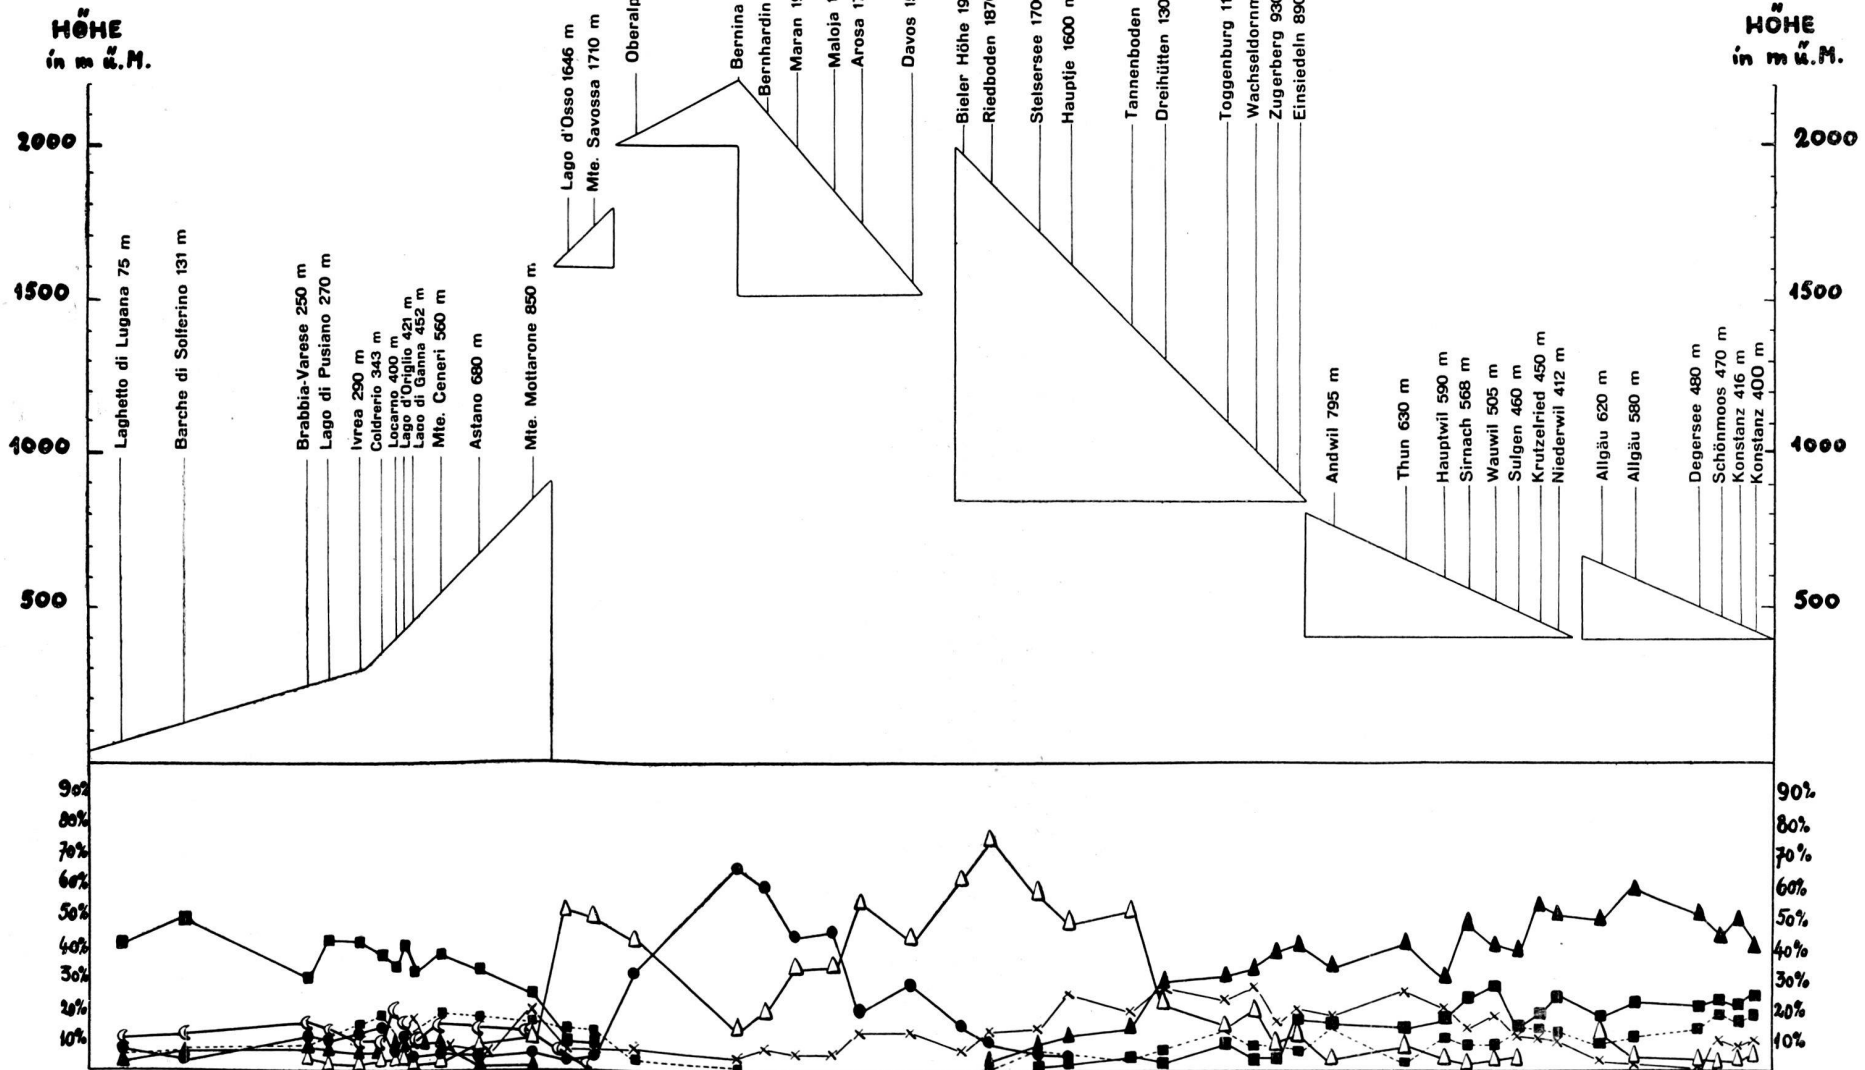 HÖHE
in m ü.M.
2000
1500
1000
500
Laghetto di Lugana 75 m
Barche di Solferino 131 m
Brabbia-Varese 250 m
Lago di Pusiano 270 m
Ivrea 290 m
Coldrerio 343 m
Locarno 400 m
Lago d'Origlio 421 m
Lago di Ganna 452 m
Mte. Ceneri 560 m
Astano 680 m
Mte. Mottarone 850 m
Lago d'Osso 1646 m
Mte. Savossa 1710 m
Oberalp
Bernina
Bernhardin
Maran
Maloja
Arosa
Davos
Bieler Höhe
Riedboden 1870
Stelsersee
Hauptje 1600 m
Tannenboden
Dreihütten
Toggenburg
Wachseldornm
Zugerberg 930
Einsiedeln 890
Andwil 795 m
Thun 630 m
Hauptwil 590 m
Sirnach 568 m
Wauwil 505 m
Sulgen 460 m
Krutzelried 450 m
Niederwil 412 m
Allgäu 620 m
Allgäu 580 m
Degersee 480 m
Schönmoos 470 m
Konstanz 416 m
Konstanz 400 m
HÖHE
in m ü.M.
2000
1500
1000
500
90%
80%
70%
60%
50%
40%
30%
20%
10%
90%
80%
70%
60%
50%
40%
30%
20%
10%